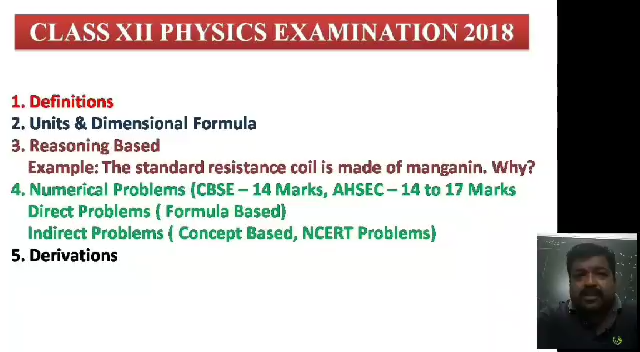 CLASS XII PHYSICS EXAMINATION 2018
1. Definitions
2. Units & Dimensional Formula
3. Reasoning Based
Example: The standard resistance coil is made of manganin. Why?
4. Numerical Problems (CBSE – 14 Marks, AHSEC – 14 to 17 Marks
Direct Problems ( Formula Based)
Indirect Problems ( Concept Based, NCERT Problems)
5. Derivations